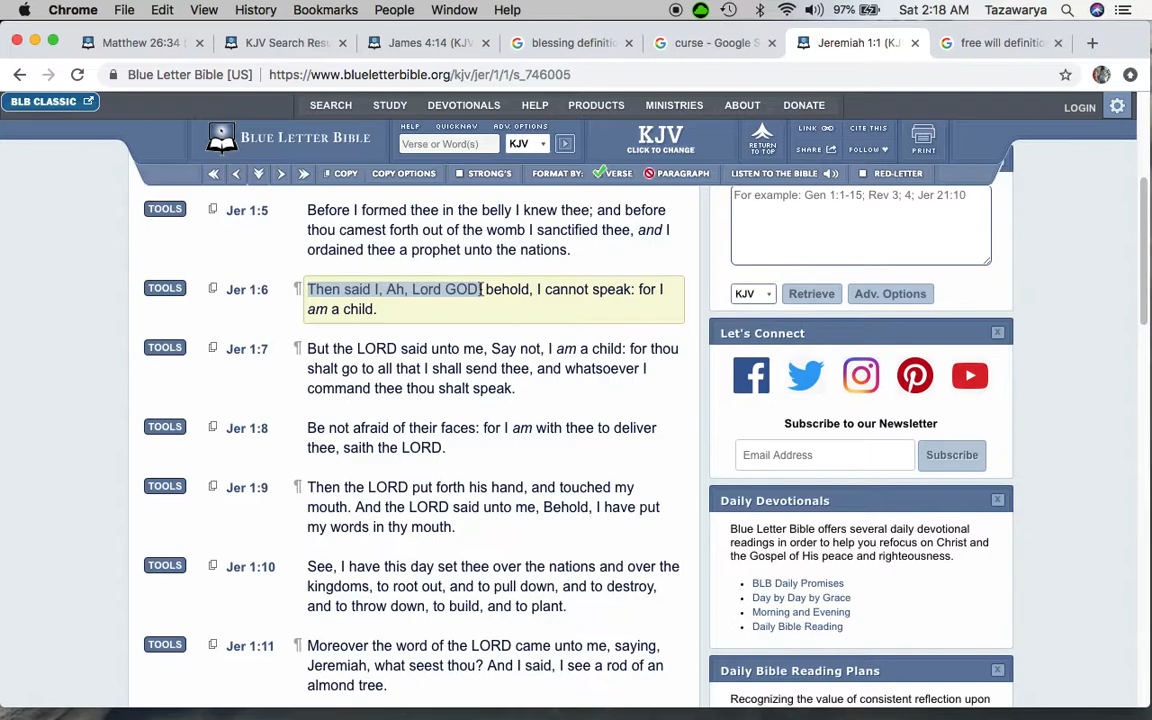 Chrome File Edit View History Bookmarks People Window Help 97% Sat 2:18 AM Tazawarya
Matthew 26:34 ( KJV Search Res James 4:14 (KJV blessing definitio curse - Google S Jeremiah 1:1 (KJ free will definitio
Blue Letter Bible [US] https://www.blueletterbible.org/kjv/jer/1/1/s_746005
BLB CLASSIC SEARCH STUDY DEVOTIONALS HELP PRODUCTS MINISTRIES ABOUT DONATE LOGIN
HELP QUICKNAV ADV. OPTIONS LINK CITE THIS
BLUE LETTER BIBLE Verse or Word(s) KJV KJV CLICK TO CHANGE RETURN TO TOP SHARE FOLLOW PRINT
COPY COPY OPTIONS STRONG'S FORMAT BY: VERSE PARAGRAPH LISTEN TO THE BIBLE RED-LETTER
TOOLS Jer 1:5 Before I formed thee in the belly I knew thee; and before
thou camest forth out of the womb I sanctified thee, and I
ordained thee a prophet unto the nations.
TOOLS Jer 1:6 ¶ Then said I, Ah, Lord GOD! behold, I cannot speak: for I
am a child.
TOOLS Jer 1:7 ¶ But the LORD said unto me, Say not, I am a child: for thou
shalt go to all that I shall send thee, and whatsoever I
command thee thou shalt speak.
TOOLS Jer 1:8 Be not afraid of their faces: for I am with thee to deliver
thee, saith the LORD.
TOOLS Jer 1:9 ¶ Then the LORD put forth his hand, and touched my
mouth. And the LORD said unto me, Behold, I have put
my words in thy mouth.
TOOLS Jer 1:10 See, I have this day set thee over the nations and over the
kingdoms, to root out, and to pull down, and to destroy,
and to throw down, to build, and to plant.
TOOLS Jer 1:11 ¶ Moreover the word of the LORD came unto me, saying,
Jeremiah, what seest thou? And I said, I see a rod of an
almond tree.
For example: Gen 1:1-15; Rev 3; 4; Jer 21:10
KJV Retrieve Adv. Options
Let's Connect
Subscribe to our Newsletter
Email Address Subscribe
Daily Devotionals
Blue Letter Bible offers several daily devotional
readings in order to help you refocus on Christ and
the Gospel of His peace and righteousness.
• BLB Daily Promises
• Day by Day by Grace
• Morning and Evening
• Daily Bible Reading
Daily Bible Reading Plans
Recognizing the value of consistent reflection upon